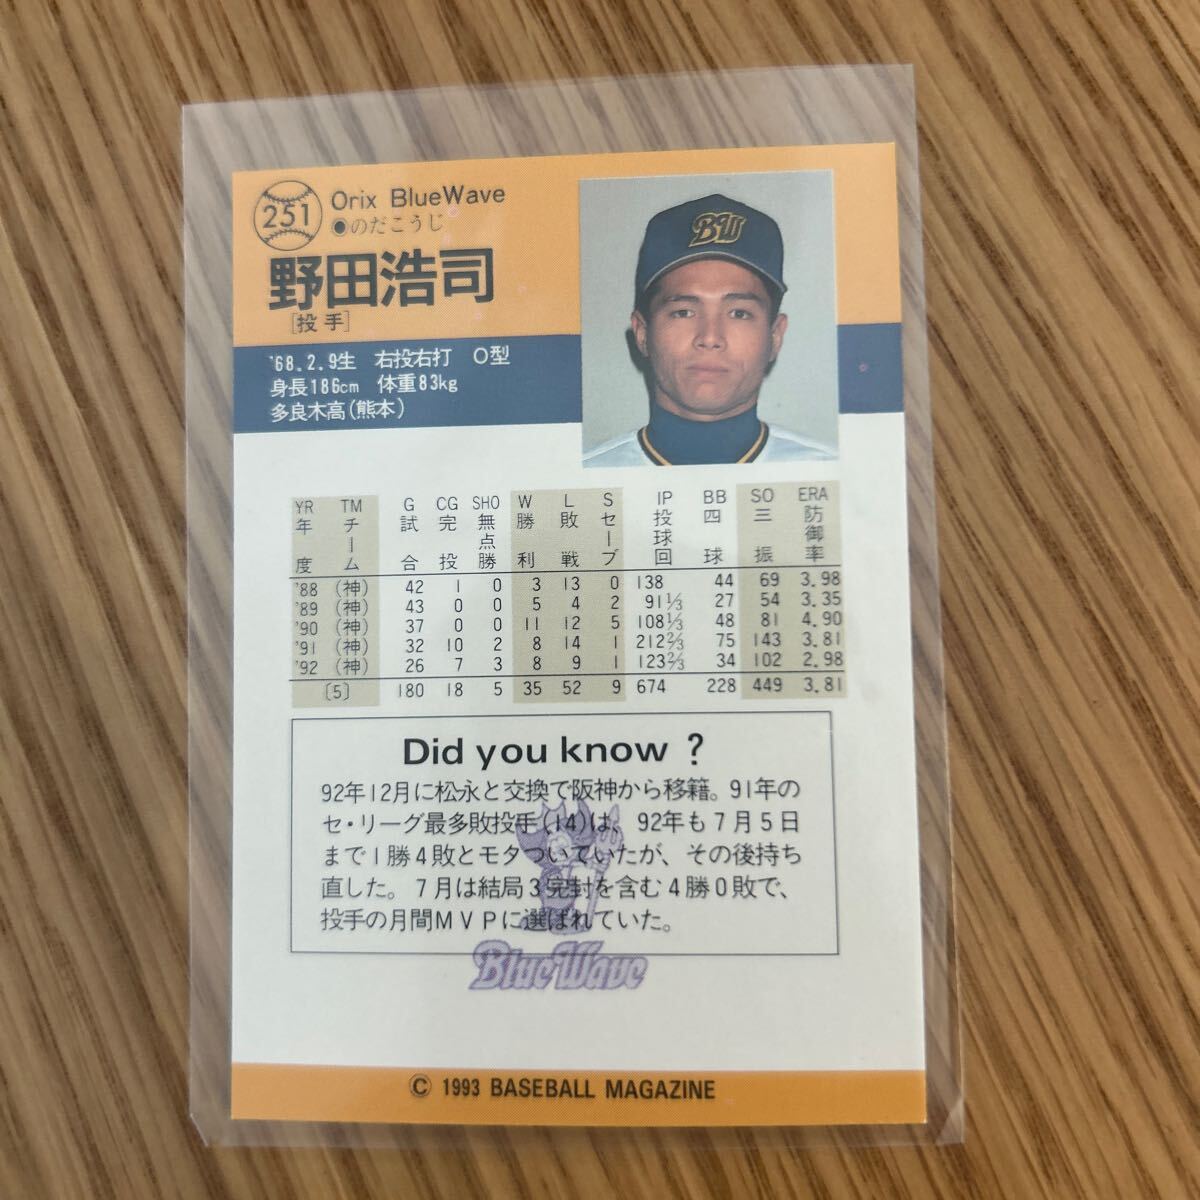 251
Orix BlueWave
◉のだこうじ
野田浩司
[投手]
BW
'68.2.9生 右投右打 O型
身長186cm 体重83kg
多良木高(熊本)
YR TM G CG SHO W L S IP BB SO ERA
年度 チーム 試合 完投 無点勝 勝利 敗戦 セーブ 投球回 四球 三振 防御率
'88 (神) 42 1 0 3 13 0 138 44 69 3.98
'89 (神) 43 0 0 5 4 2 91 1/3 27 54 3.35
'90 (神) 37 0 0 11 12 5 108 1/3 48 81 4.90
'91 (神) 32 10 2 8 14 1 212 2/3 75 143 3.81
'92 (神) 26 7 3 8 9 1 123 2/3 34 102 2.98
〔5〕 180 18 5 35 52 9 674 228 449 3.81
Did you know ?
92年12月に松永と交換で阪神から移籍。91年の
セ・リーグ最多敗投手(14)は、92年も7月5日
まで1勝4敗とモタついていたが、その後持ち
直した。7月は結局3完封を含む4勝0敗で、
投手の月間MVPに選ばれていた。
BlueWave
© 1993 BASEBALL MAGAZINE